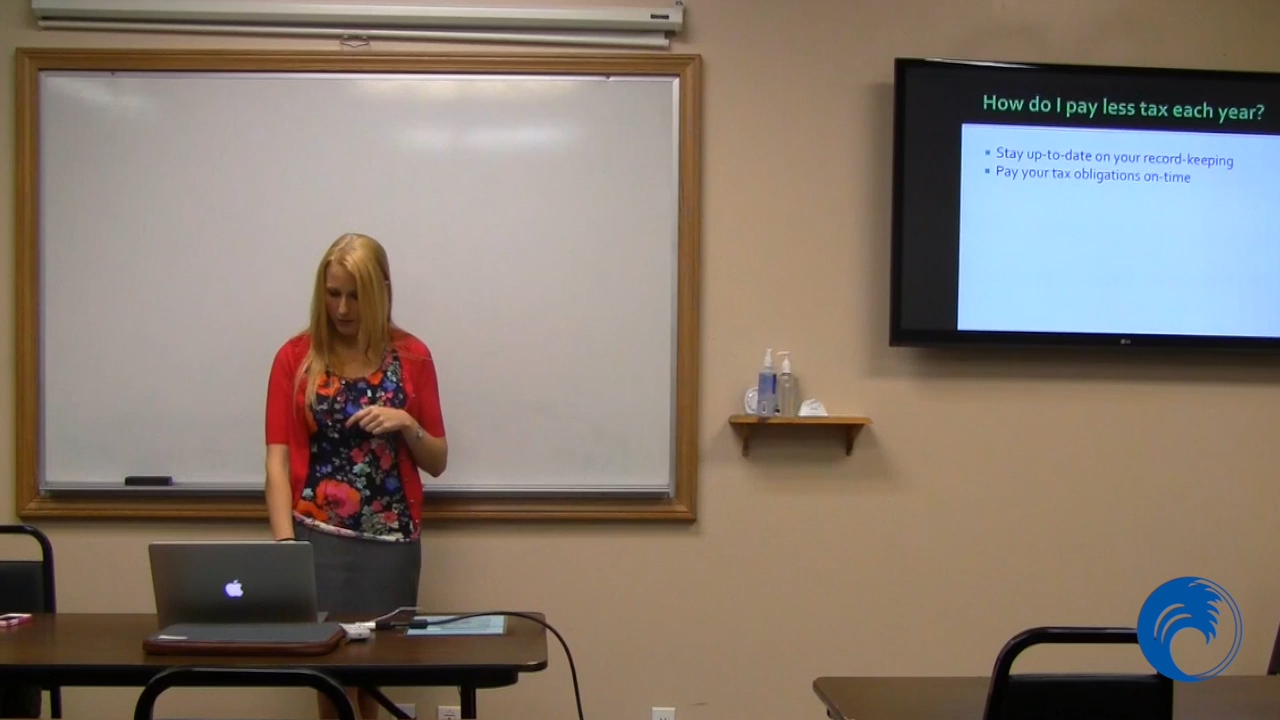 How do I pay less tax each year?
Stay up-to-date on your record-keeping
Pay your tax obligations on-time
LG